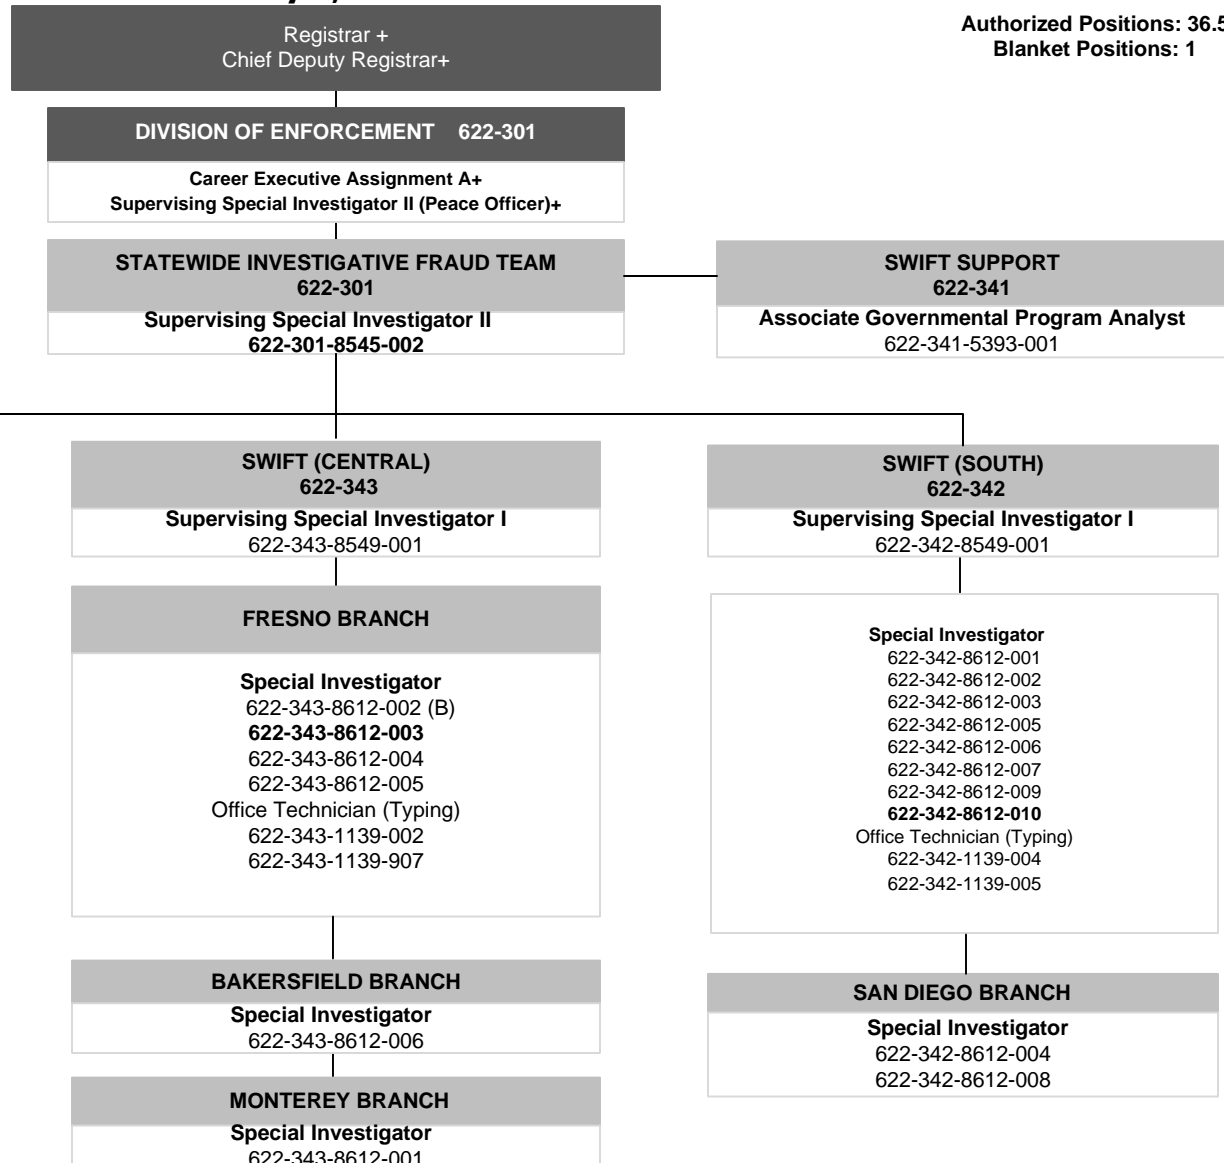 Registrar +
Chief Deputy Registrar+
Authorized Positions: 36.5
Blanket Positions: 1
DIVISION OF ENFORCEMENT 622-301
Career Executive Assignment A+
Supervising Special Investigator II (Peace Officer)+
STATEWIDE INVESTIGATIVE FRAUD TEAM
622-301
Supervising Special Investigator II
622-301-8545-002
SWIFT SUPPORT
622-341
Associate Governmental Program Analyst
622-341-5393-001
SWIFT (CENTRAL)
622-343
Supervising Special Investigator I
622-343-8549-001
FRESNO BRANCH
Special Investigator
622-343-8612-002 (B)
622-343-8612-003
622-343-8612-004
622-343-8612-005
Office Technician (Typing)
622-343-1139-002
622-343-1139-907
BAKERSFIELD BRANCH
Special Investigator
622-343-8612-006
MONTEREY BRANCH
Special Investigator
622-343-8612-001
SWIFT (SOUTH)
622-342
Supervising Special Investigator I
622-342-8549-001
Special Investigator
622-342-8612-001
622-342-8612-002
622-342-8612-003
622-342-8612-005
622-342-8612-006
622-342-8612-007
622-342-8612-009
622-342-8612-010
Office Technician (Typing)
622-342-1139-004
622-342-1139-005
SAN DIEGO BRANCH
Special Investigator
622-342-8612-004
622-342-8612-008